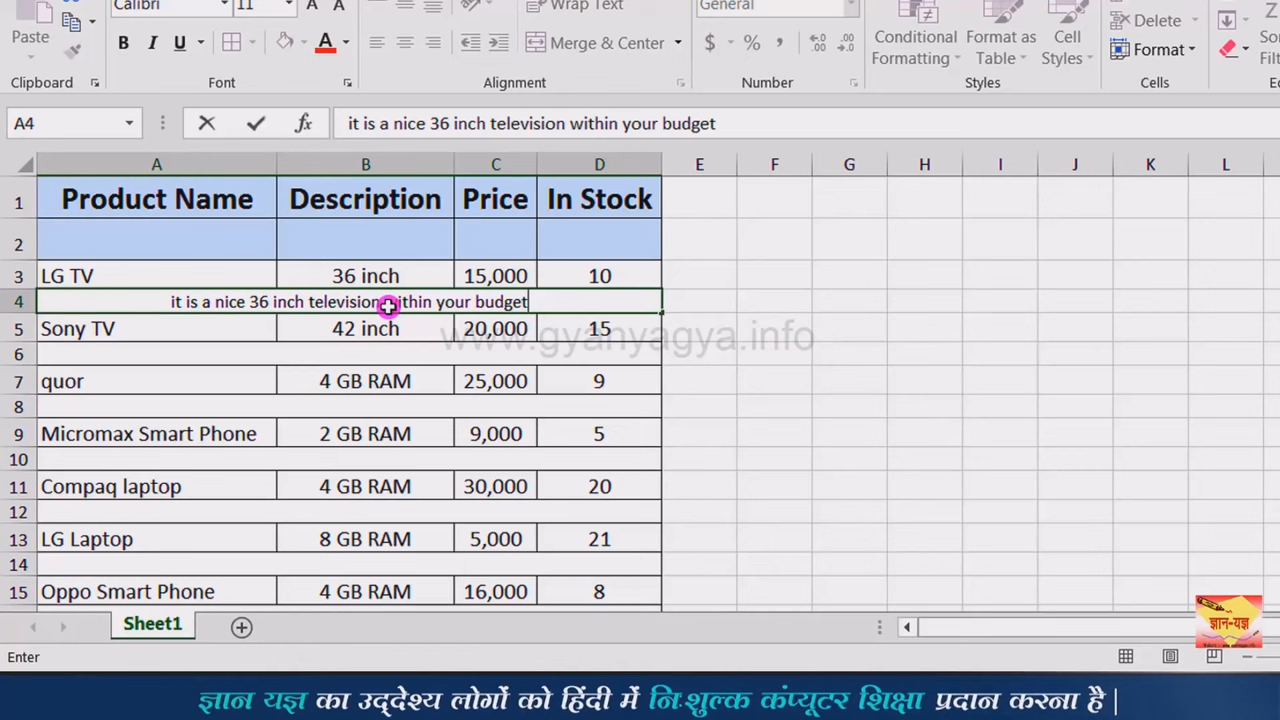 Calibri 11 A A Wrap Text General
Paste B I U A Merge & Center $ % , Conditional Formatting Format as Table Cell Styles Delete Format
Clipboard Font Alignment Number Styles Cells
A4 fx it is a nice 36 inch television within your budget
A B C D E F G H I J K L
1 Product Name Description Price In Stock
2
3 LG TV 36 inch 15,000 10
4 it is a nice 36 inch television within your budget
5 Sony TV 42 inch 20,000 15
www.gyanyagya.info
6
7 quor 4 GB RAM 25,000 9
8
9 Micromax Smart Phone 2 GB RAM 9,000 5
10
11 Compaq laptop 4 GB RAM 30,000 20
12
13 LG Laptop 8 GB RAM 5,000 21
14
15 Oppo Smart Phone 4 GB RAM 16,000 8
Sheet1
ज्ञान-यज्ञ
Enter
ज्ञान यज्ञ का उद्देश्य लोगों को हिंदी में निःशुल्क कंप्यूटर शिक्षा प्रदान करना है |